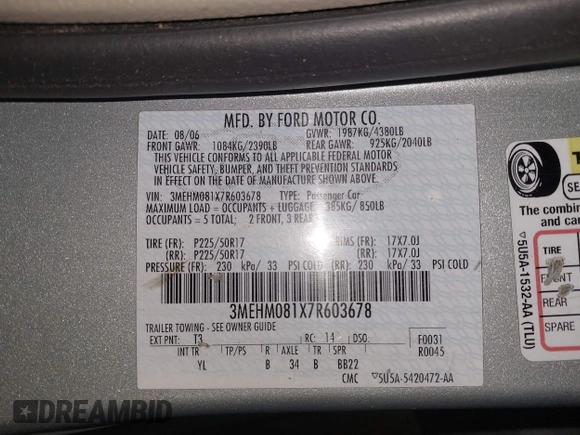 MFD. BY FORD MOTOR CO.
DATE: 08/06 GVWR: 1987KG/4380LB
FRONT GAWR: 1084KG/2390LB REAR GAWR: 925KG/2040LB
THIS VEHICLE CONFORMS TO ALL APPLICABLE FEDERAL MOTOR
VEHICLE SAFETY, BUMPER, AND THEFT PREVENTION STANDARDS
IN EFFECT ON THE DATE OF MANUFACTURE SHOWN ABOVE.
VIN: 3MEHM081X7R603678 TYPE: Passenger Car
MAXIMUM LOAD = OCCUPANTS + LUGGAGE 385KG/ 850LB
OCCUPANTS = 5 TOTAL; 2 FRONT, 3 REAR
TIRE (FR): P225/50R17 RIMS (FR): 17X7.0J
(RR): P225/50R17 (RR): 17X7.0J
PRESSURE (FR): 230 kPa/ 33 PSI COLD (RR): 230 kPa/ 33 PSI COLD
3MEHM081X7R603678
TRAILER TOWING - SEE OWNER GUIDE
EXT PNT: T3 RC: 14 DSO: F0031
INT TR TP/PS R AXLE TR SPR R0045
YL B 34 B BB22
CMC 5U5A-5420472-AA
T
SE
The combin
and car
TIRE
FRONT
REAR
SPARE
5U5A-1532-AA (TLU)
DREAMBID